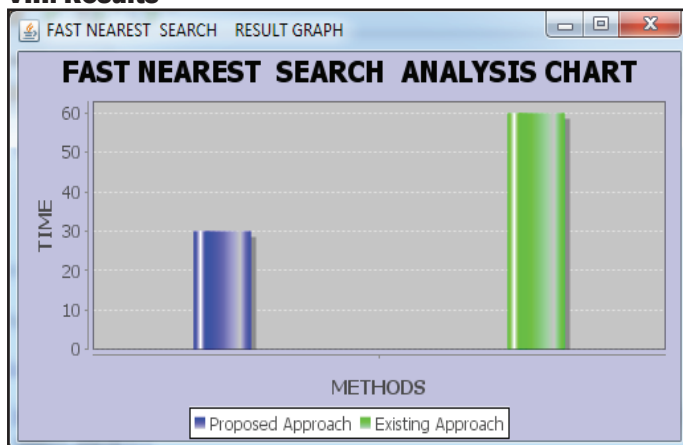 VIII. Results
FAST NEAREST SEARCH RESULT GRAPH
FAST NEAREST SEARCH ANALYSIS CHART
60
50
40
30
20
10
0
TIME
METHODS
Proposed Approach Existing Approach